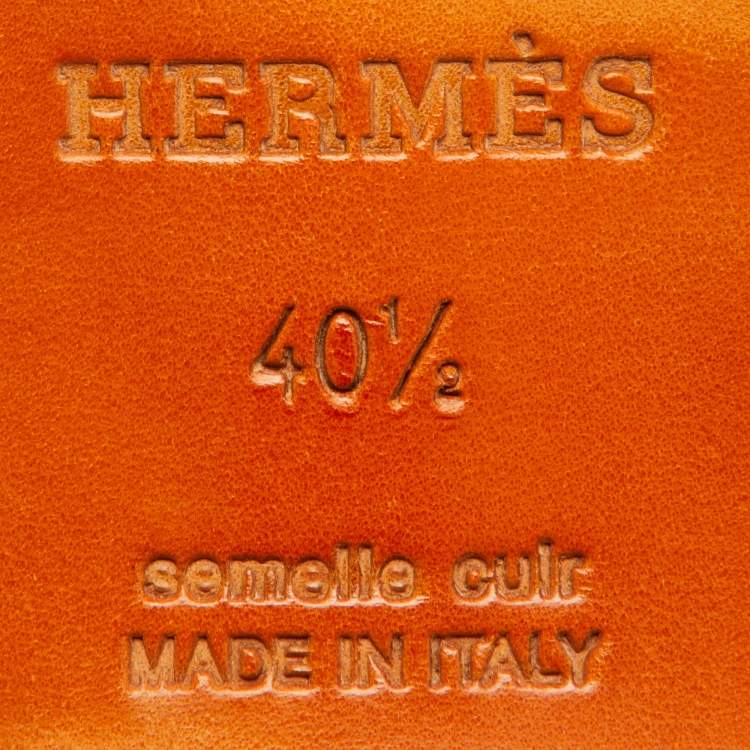 HERMÈS
40½
semelle cuir
MADE IN ITALY